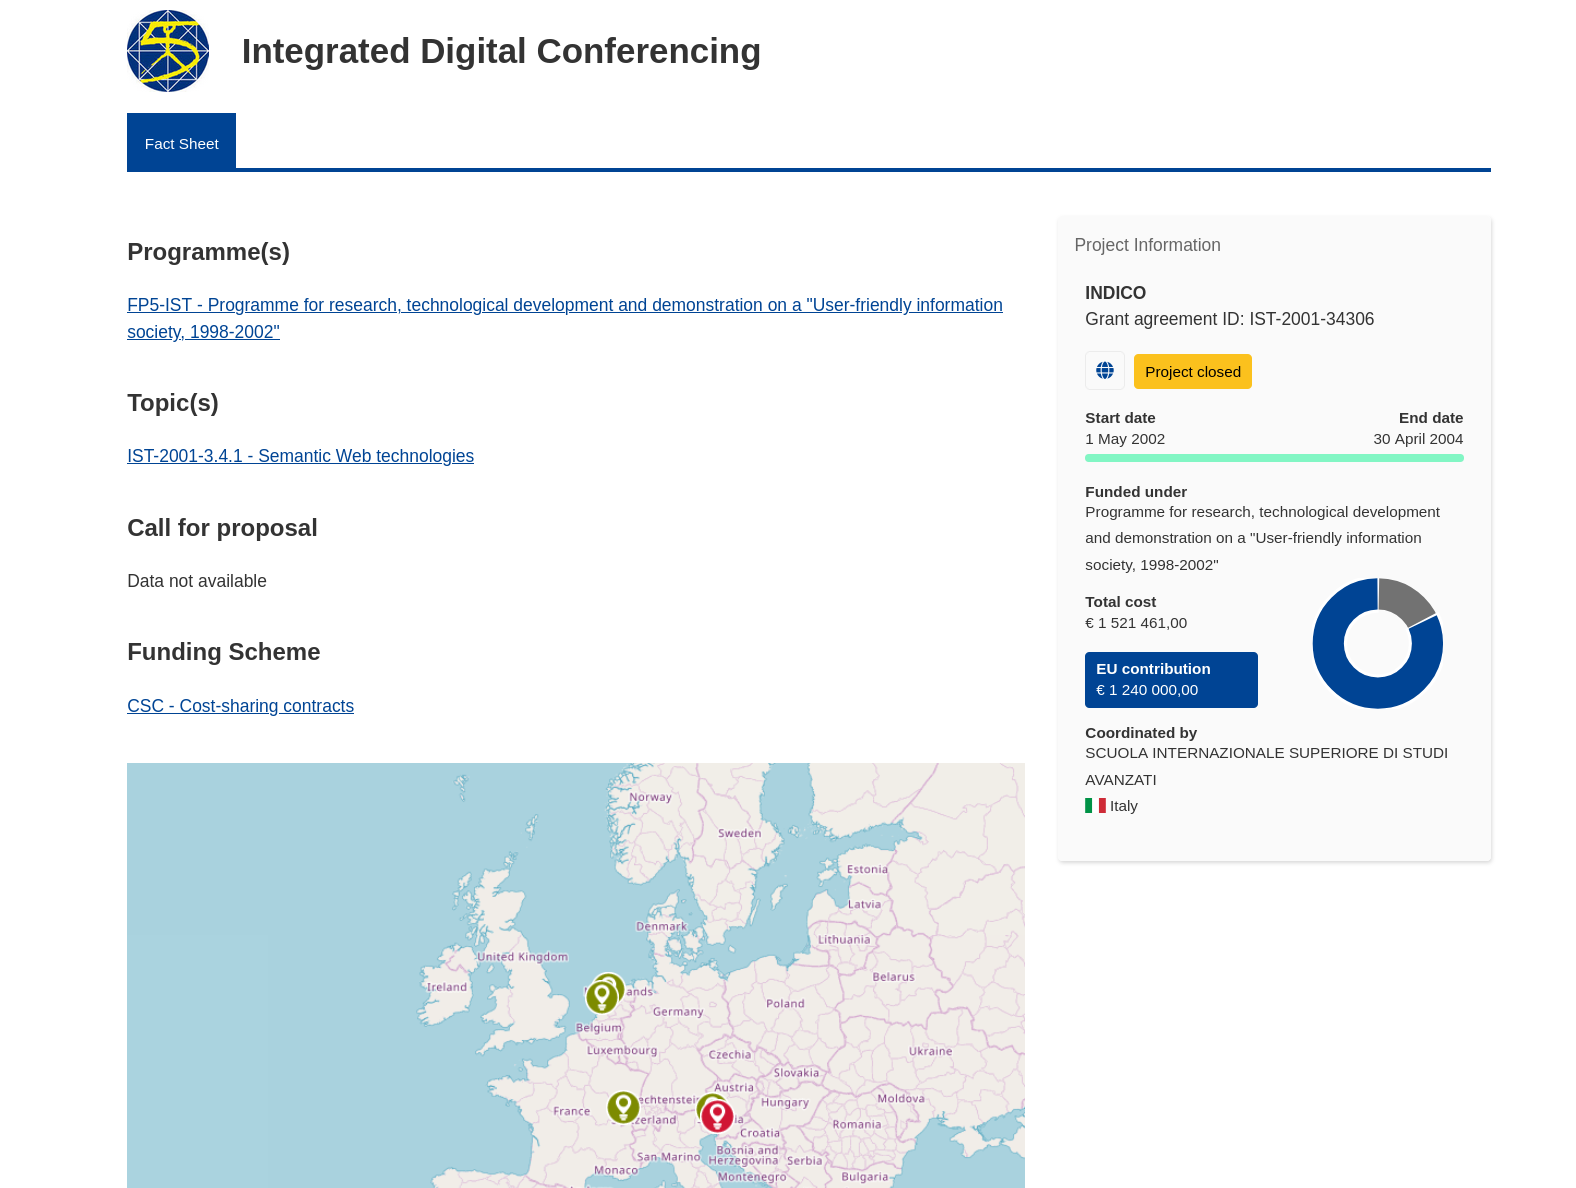 Integrated Digital Conferencing
Fact Sheet
Programme(s)
FP5-IST - Programme for research, technological development and demonstration on a "User-friendly information
society, 1998-2002"
Topic(s)
IST-2001-3.4.1 - Semantic Web technologies
Call for proposal
Data not available
Funding Scheme
CSC - Cost-sharing contracts
Norway
Sweden
Estonia
Latvia
Denmark
Lithuania
United Kingdom
Belarus
Ireland
Poland
Germany
Belgium
Luxembourg
Czechia
Ukraine
Slovakia
Austria
Hungary
Moldova
France
Romania
Croatia
Bosnia and
Herzegovina
San Marino
Serbia
Monaco
Montenegro
Bulgaria
Project Information
INDICO
Grant agreement ID: IST-2001-34306
Project closed
Start date
1 May 2002
End date
30 April 2004
Funded under
Programme for research, technological development
and demonstration on a "User-friendly information
society, 1998-2002"
Total cost
€ 1 521 461,00
EU contribution
€ 1 240 000,00
Coordinated by
SCUOLA INTERNAZIONALE SUPERIORE DI STUDI
AVANZATI
Italy